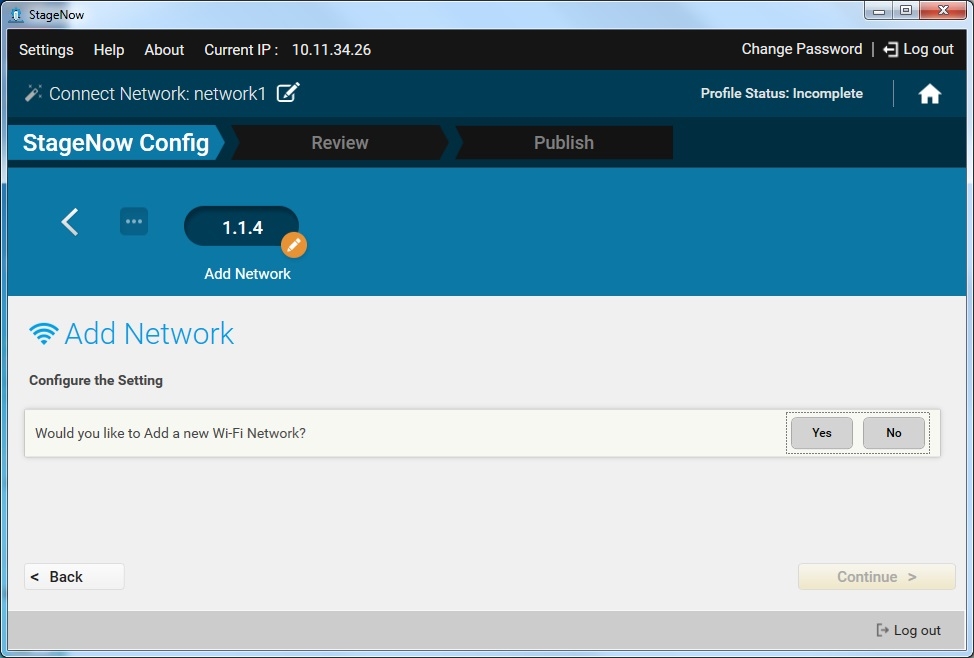 StageNow
Settings Help About Current IP : 10.11.34.26 Change Password | Log out
Connect Network: network1 Profile Status: Incomplete
StageNow Config Review Publish
1.1.4
Add Network
Add Network
Configure the Setting
Would you like to Add a new Wi-Fi Network? Yes No
< Back Continue >
Log out